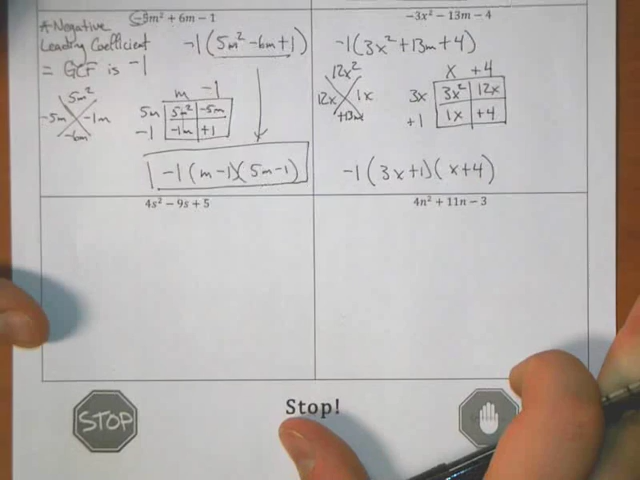 -5m² + 6m - 1
A Negative
Leading Coefficient
= GCF is -1
-1(5m² - 6m + 1)
5m²
-5m -1m
-6m
m -1
5m 5m² -5m
-1 -1m +1
-1(m-1)(5m-1)
-3x² - 13m - 4
-1(3x² + 13m + 4)
12x²
12x 1x
+13m
x +4
3x 3x² 12x
+1 1x +4
-1(3x+1)(x+4)
4s² - 9s + 5
4n² + 11n - 3
STOP
Stop!